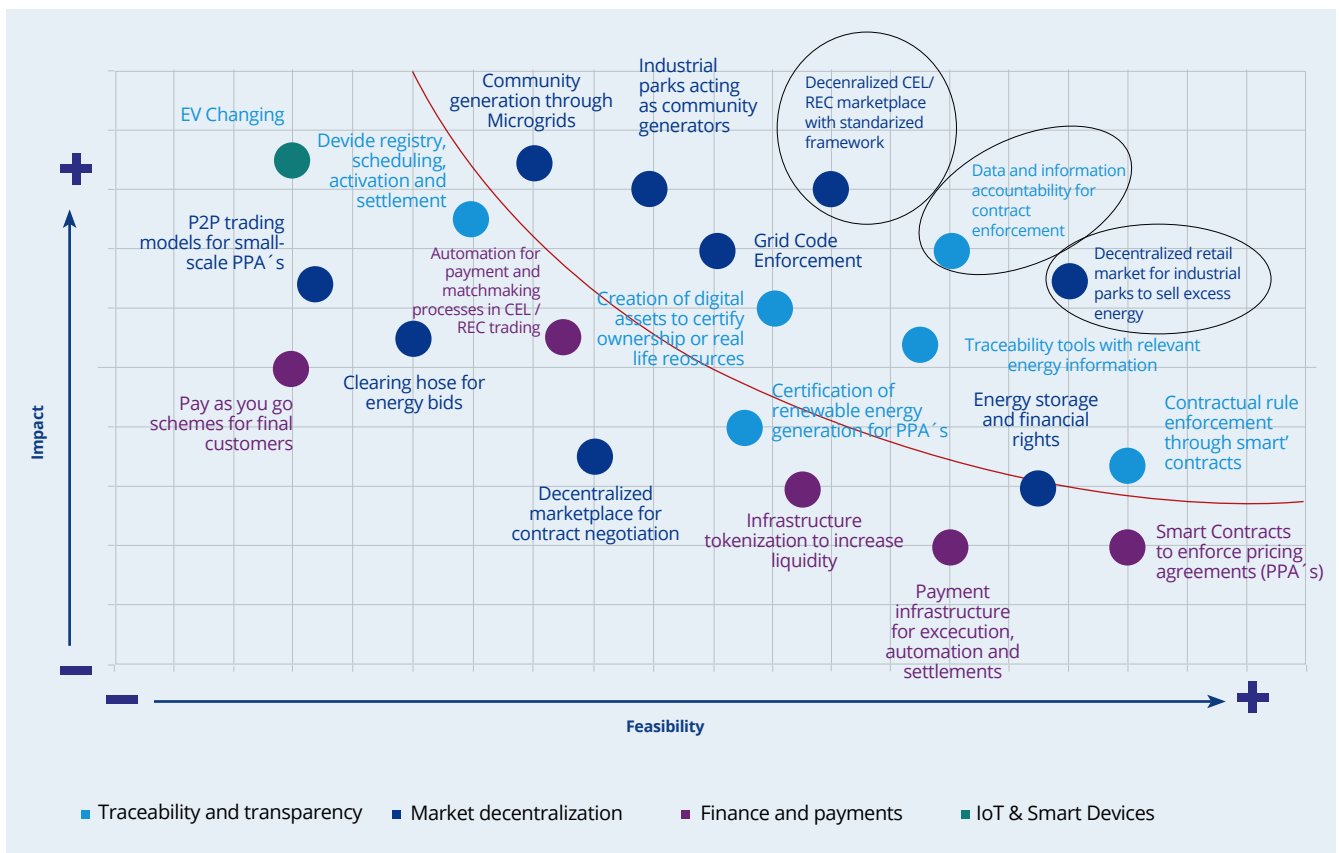 EV Changing
Devide registry,
scheduling,
activation and
settlement
Community
generation through
Microgrids
Industrial
parks acting
as community
generators
Decenralized CEL/
REC marketplace
with standarized
framework
Data and information
accountability for
contract
enforcement
P2P trading
models for small-
scale PPA´s
Automation for
payment and
matchmaking
processes in CEL /
REC trading
Grid Code
Enforcement
Decentralized retail
market for industrial
parks to sell excess
energy
Creation of digital
assets to certify
ownership or real
life reosurces
Traceability tools with relevant
energy information
Pay as you go
schemes for final
customers
Clearing hose for
energy bids
Certification of
renewable energy
generation for PPA´s
Energy storage
and financial
rights
Contractual rule
enforcement
through smart’
contracts
Decentralized
marketplace for
contract negotiation
Infrastructure
tokenization to increase
liquidity
Smart Contracts
to enforce pricing
agreements (PPA´s)
Payment
infrastructure
for excecution,
automation and
settlements
+
Impact
−
−
Feasibility
+
Traceability and transparency
Market decentralization
Finance and payments
IoT & Smart Devices